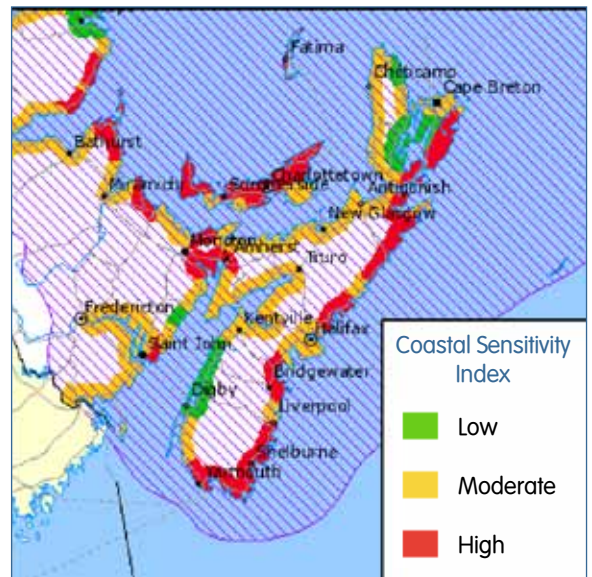 Fatima
Cheticamp
Cape Breton
Bathurst
Miramichi
Summerside
Charlottetown
Antigonish
New Glasgow
Moncton
Amherst
Truro
Fredericton
Saint John
Kentville
Halifax
Digby
Bridgewater
Liverpool
Shelburne
Yarmouth
Coastal Sensitivity
Index
Low
Moderate
High